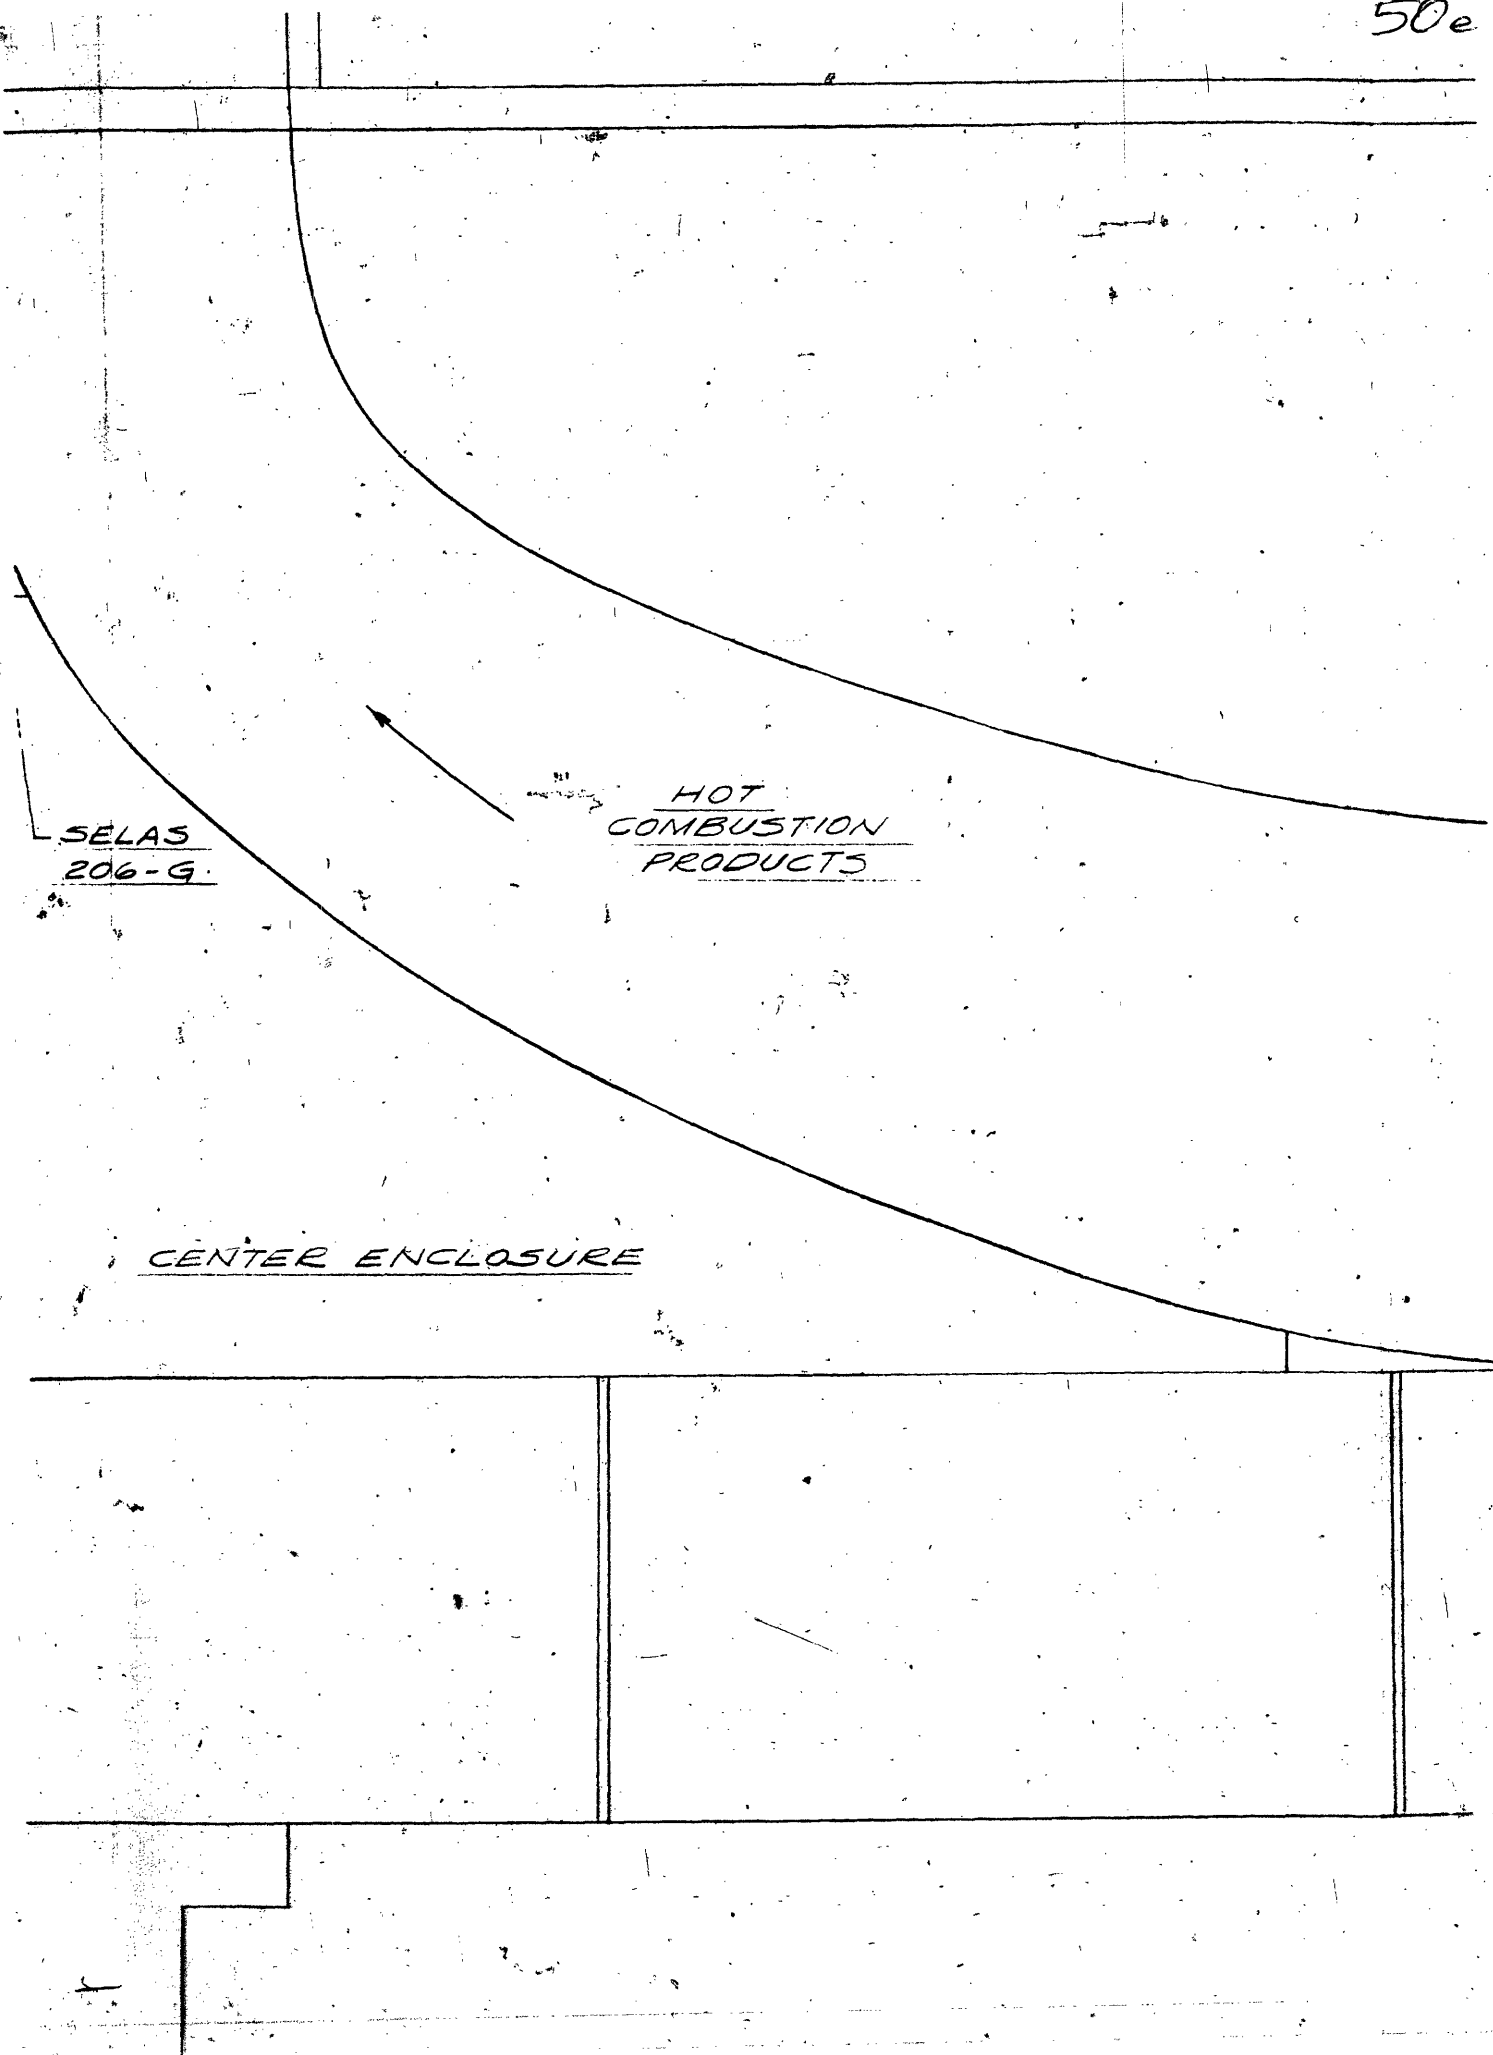 50e
HOT
COMBUSTION
PRODUCTS
SELAS
206-G
CENTER ENCLOSURE